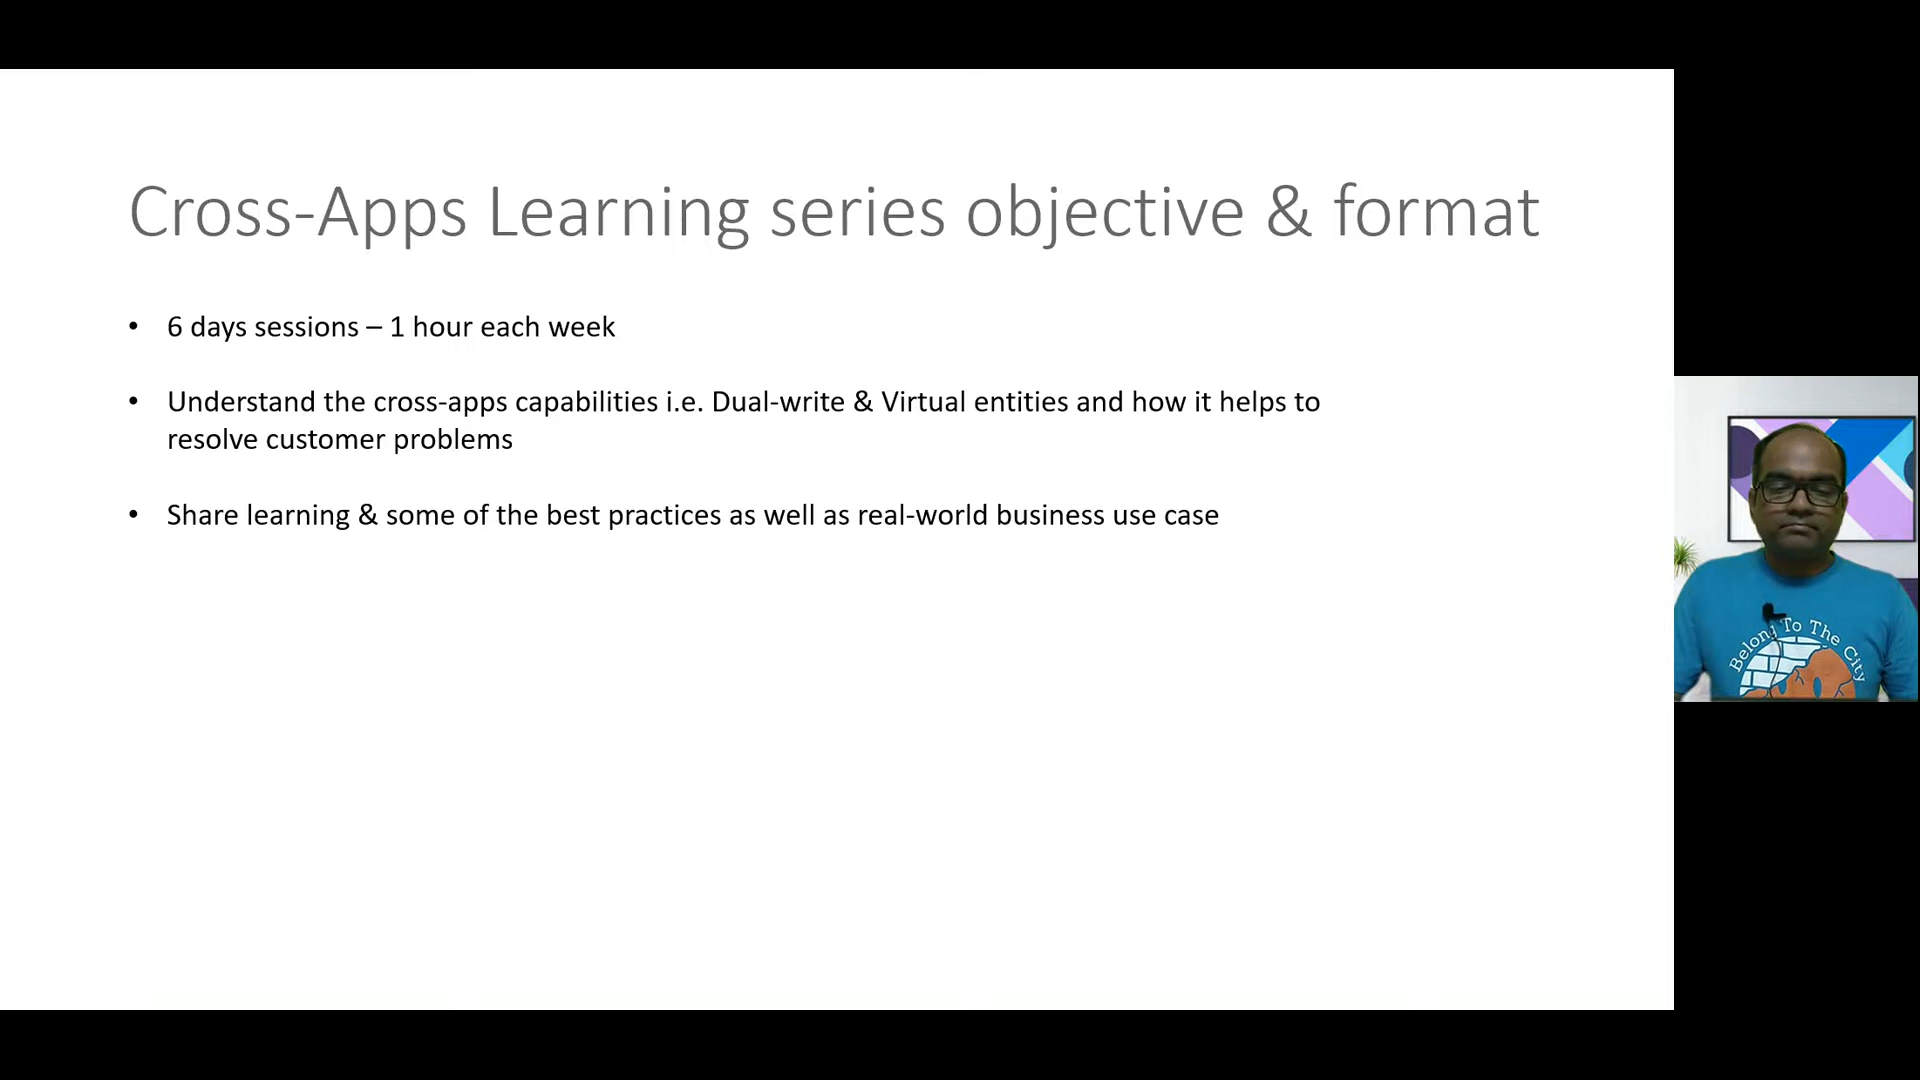 Cross-Apps Learning series objective & format
• 6 days sessions – 1 hour each week
• Understand the cross-apps capabilities i.e. Dual-write & Virtual entities and how it helps to
resolve customer problems
• Share learning & some of the best practices as well as real-world business use case
Belong To The City